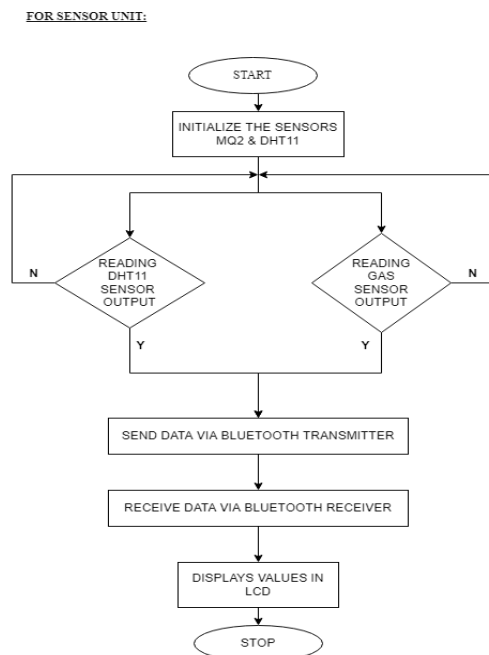 FOR SENSOR UNIT:
START
INITIALIZE THE SENSORS
MQ2 & DHT11
READING
DHT11
SENSOR
OUTPUT
READING
GAS
SENSOR
OUTPUT
N
N
Y
Y
SEND DATA VIA BLUETOOTH TRANSMITTER
RECEIVE DATA VIA BLUETOOTH RECEIVER
DISPLAYS VALUES IN
LCD
STOP